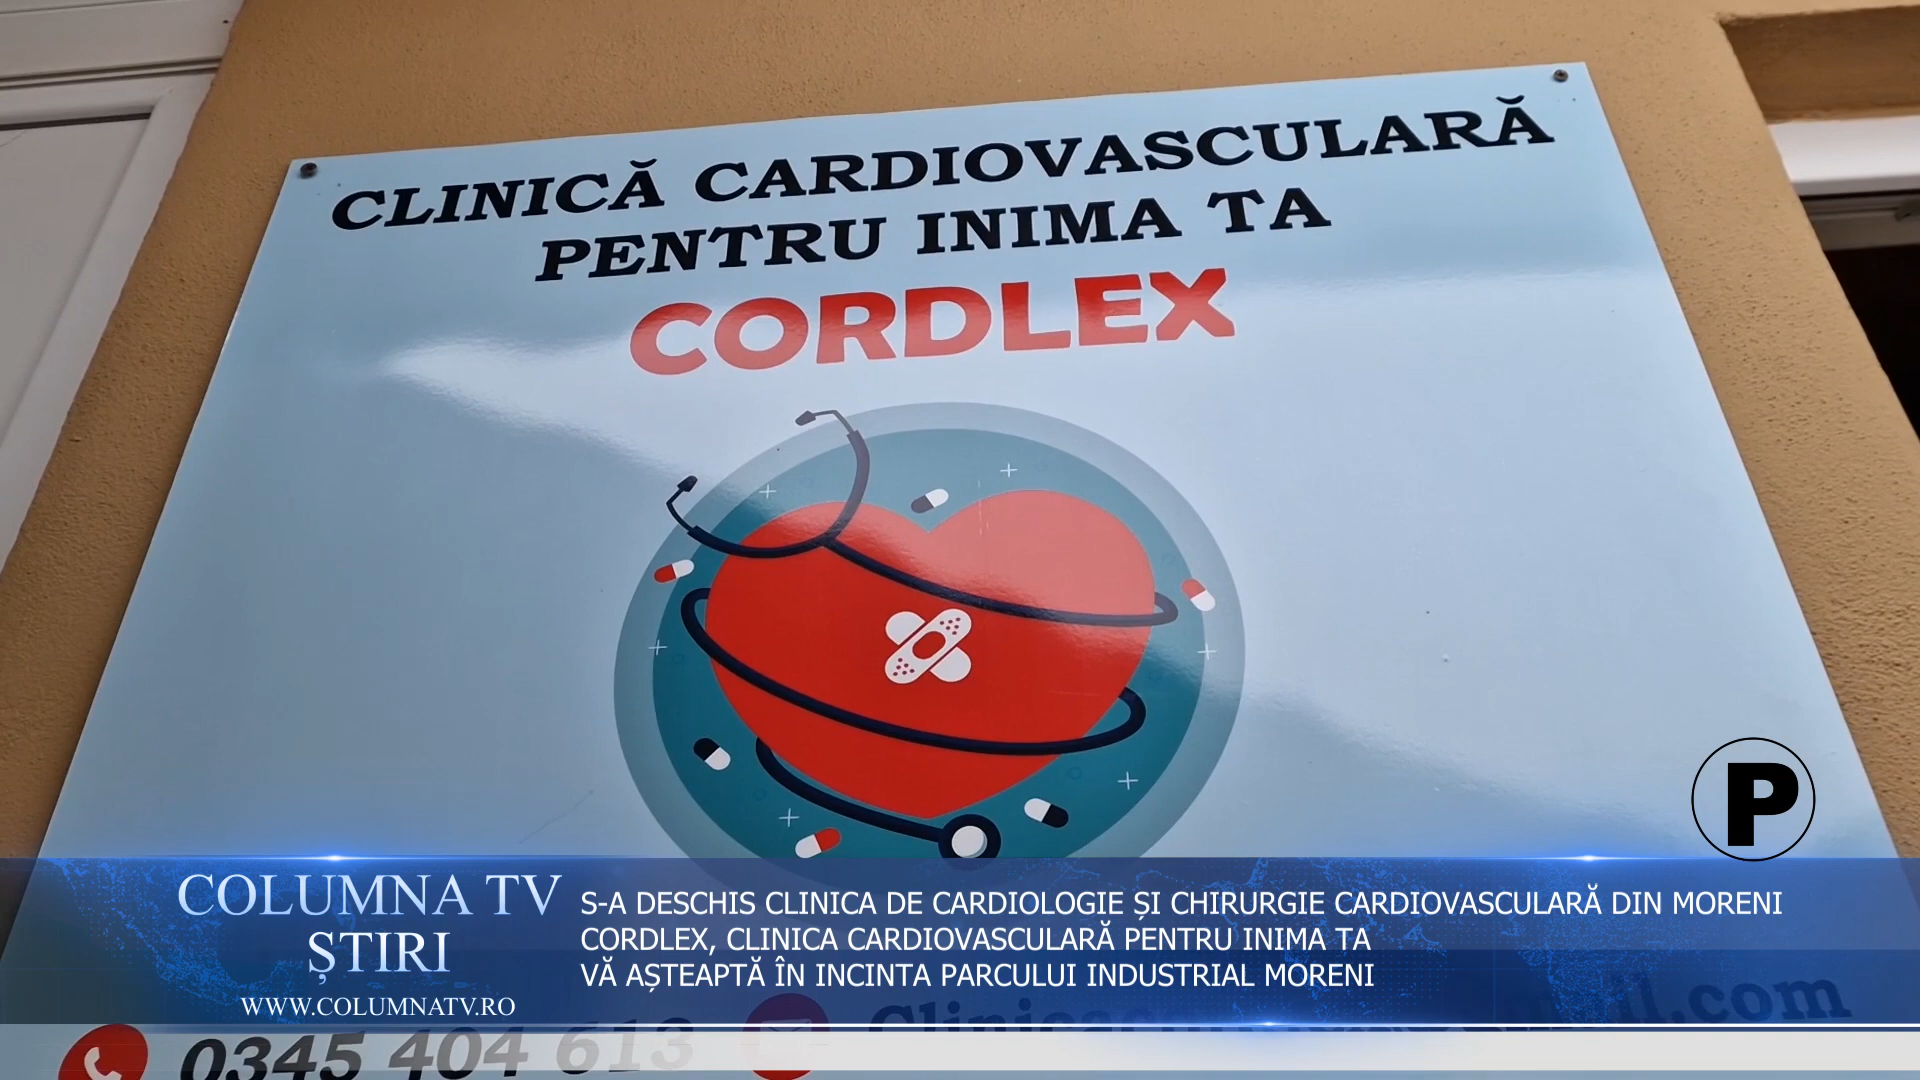 CLINICĂ CARDIOVASCULARĂ
PENTRU INIMA TA
CORDLEX
P
COLUMNA TV
ȘTIRI
WWW.COLUMNATV.RO
S-A DESCHIS CLINICA DE CARDIOLOGIE ȘI CHIRURGIE CARDIOVASCULARĂ DIN MORENI
CORDLEX, CLINICA CARDIOVASCULARĂ PENTRU INIMA TA
VĂ AȘTEAPTĂ ÎN INCINTA PARCULUI INDUSTRIAL MORENI
0345 404 613